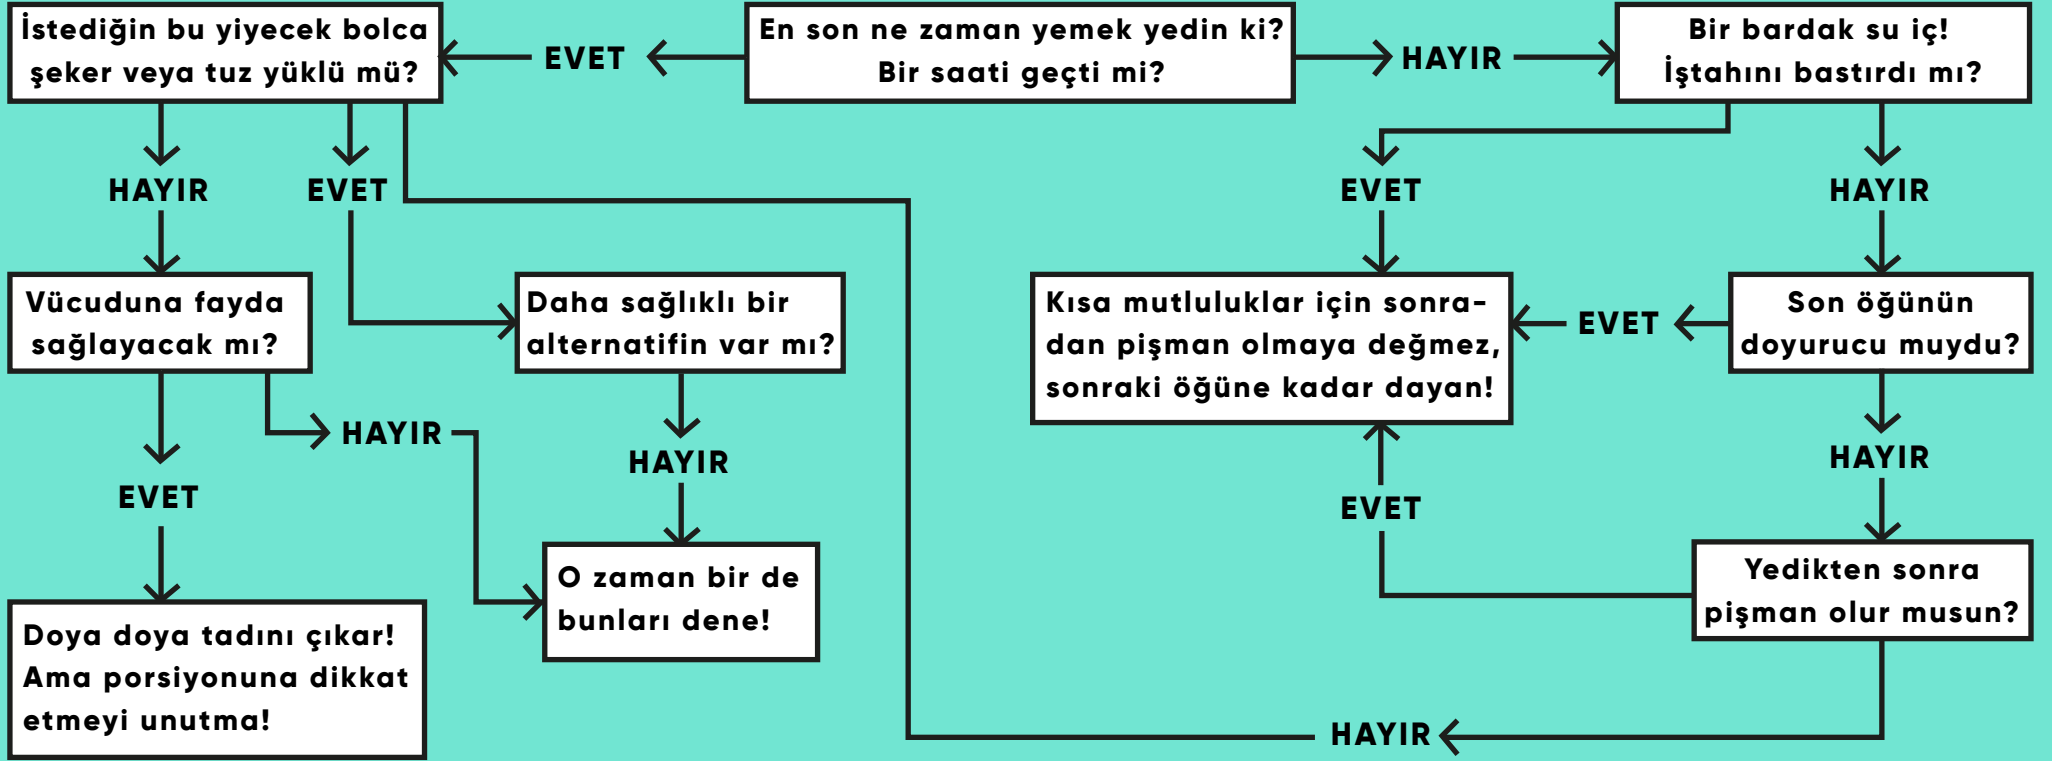 İstediğin bu yiyecek bolca
şeker veya tuz yüklü mü?
EVET
En son ne zaman yemek yedin ki?
Bir saati geçti mi?
HAYIR
Bir bardak su iç!
İştahını bastırdı mı?
HAYIR
EVET
EVET
HAYIR
Vücuduna fayda
sağlayacak mı?
Daha sağlıklı bir
alternatifin var mı?
Kısa mutluluklar için sonra-
dan pişman olmaya değmez,
sonraki öğüne kadar dayan!
EVET
Son öğünün
doyurucu muydu?
HAYIR
HAYIR
HAYIR
EVET
EVET
O zaman bir de
bunları dene!
Yedikten sonra
pişman olur musun?
Doya doya tadını çıkar!
Ama porsiyonuna dikkat
etmeyi unutma!
HAYIR